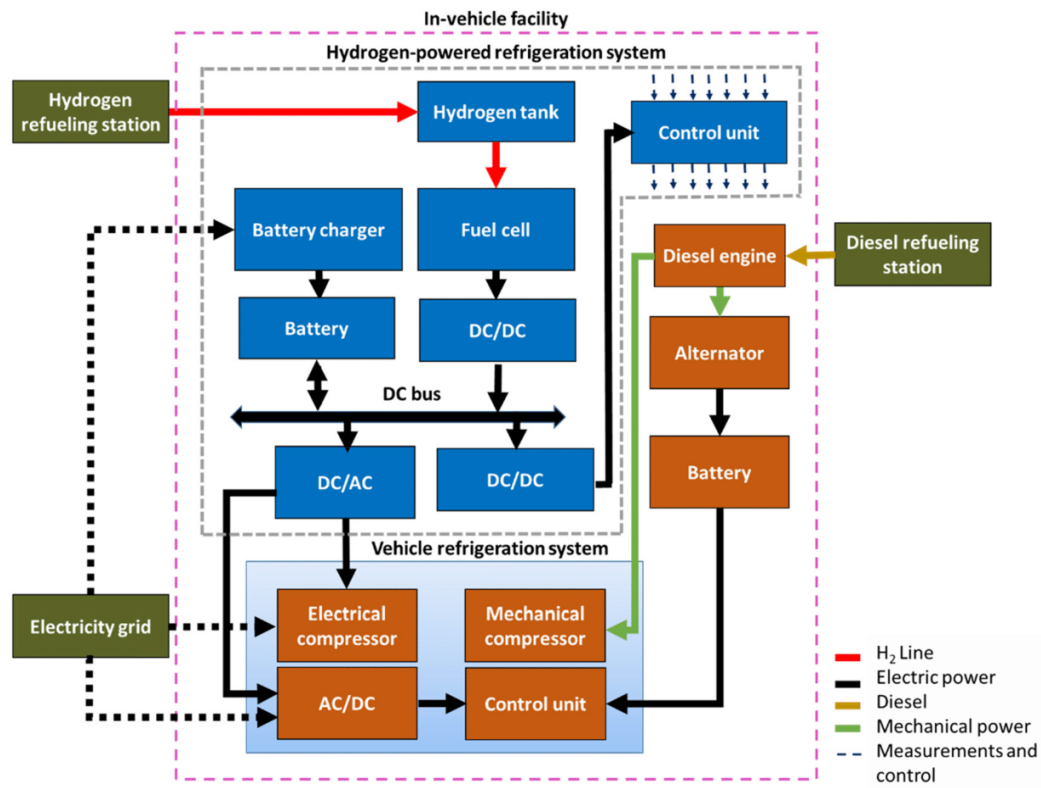 In-vehicle facility
Hydrogen-powered refrigeration system
Hydrogen
refueling station
Hydrogen tank
Control unit
Battery charger
Fuel cell
Diesel engine
Diesel refueling
station
Battery
DC/DC
Alternator
DC bus
DC/AC
DC/DC
Battery
Vehicle refrigeration system
Electricity grid
Electrical
compressor
Mechanical
compressor
AC/DC
Control unit
H₂ Line
Electric power
Diesel
Mechanical power
Measurements and
control